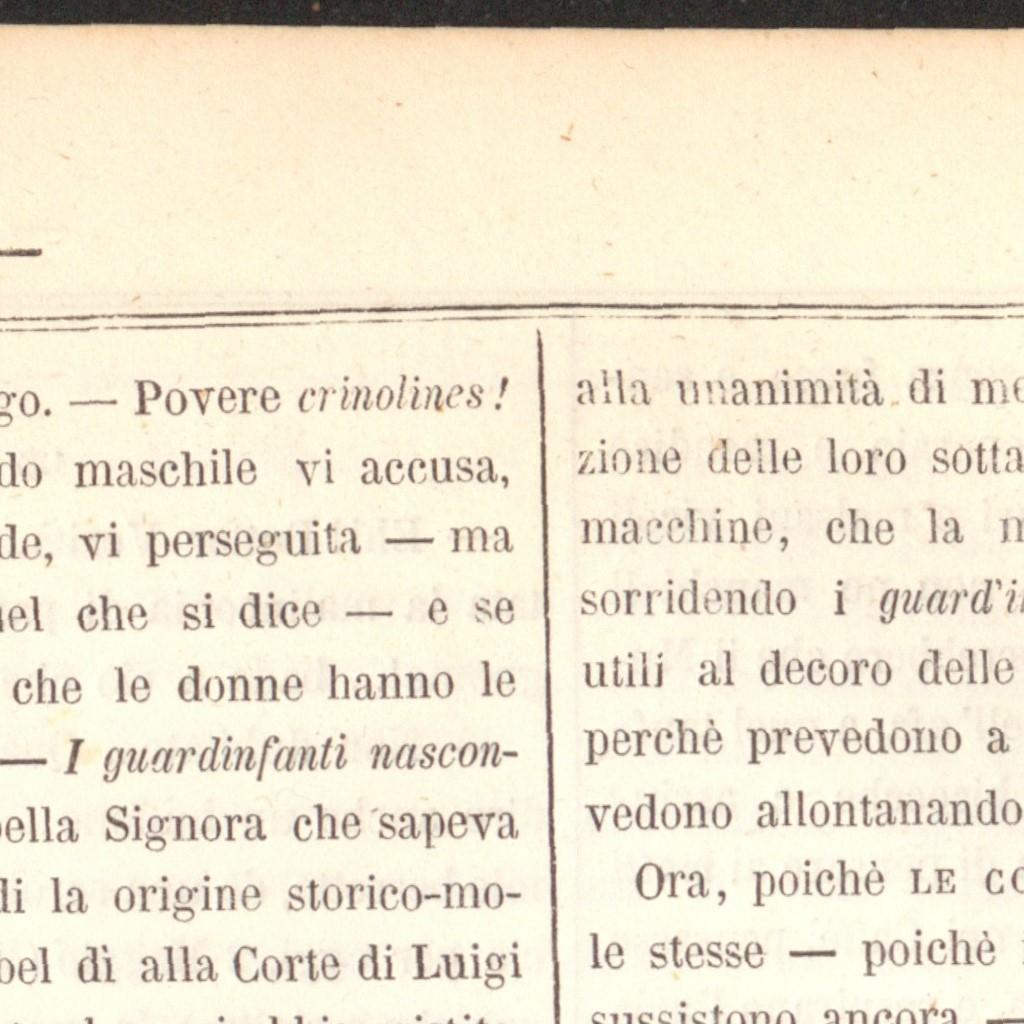 go. — Povere crinolines!
do maschile vi accusa,
de, vi perseguita — ma
el che si dice — e se
che le donne hanno le
— I guardinfanti nascon-
bella Signora che sapeva
di la origine storico-mo-
bel dì alla Corte di Luigi
alla unanimità di me
zione delle loro sotta
macchine, che la n
sorridendo i guard'i
utili al decoro delle
perchè prevedono a
vedono allontanando
Ora, poichè LE CO
le stesse — poichè
sussistono ancora —